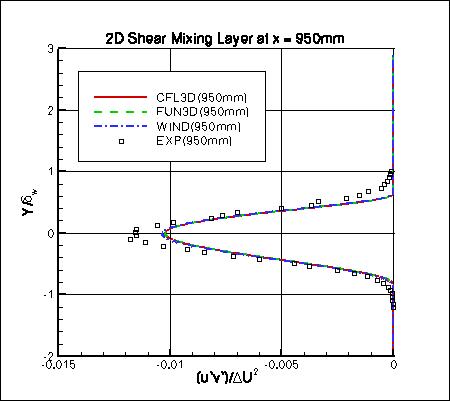 2D Shear Mixing Layer at x = 950mm
3
2
1
0
-1
-2
Y/δw
CFL3D(950mm)
FUN3D(950mm)
WIND(950mm)
EXP(950mm)
-0.015
-0.01
-0.005
0
(u'v')/ΔU²